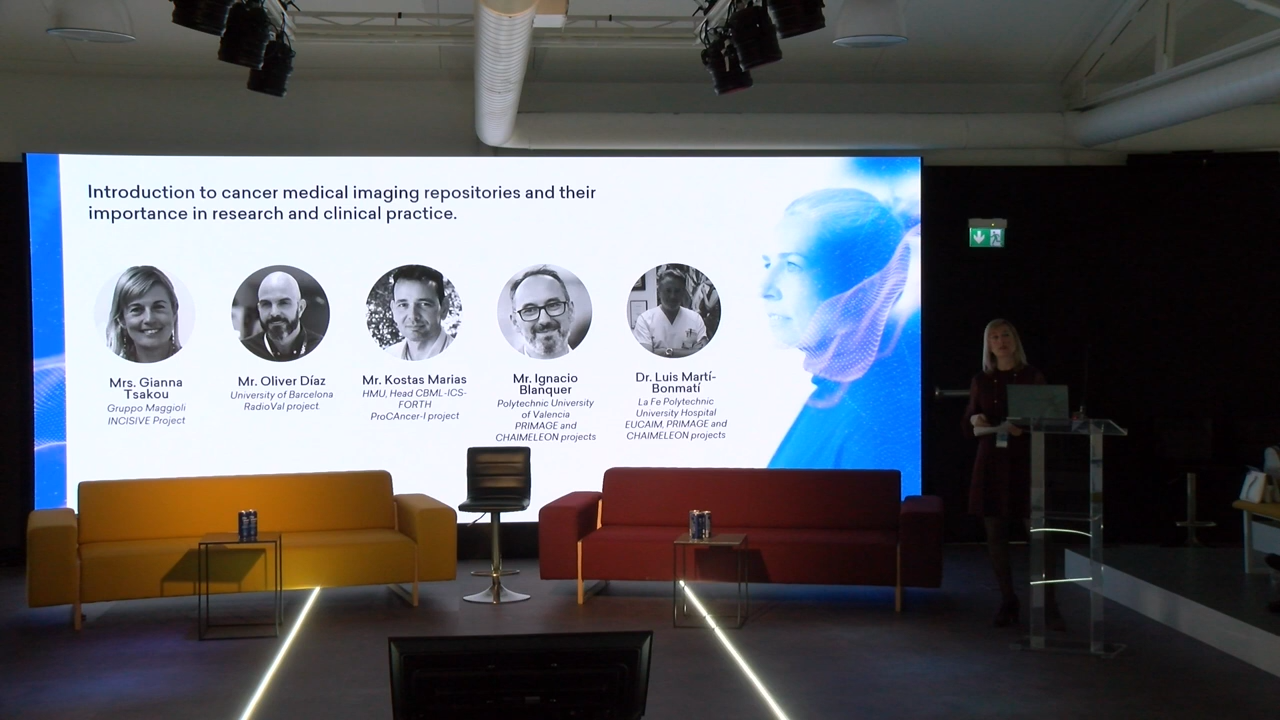 Introduction to cancer medical imaging repositories and their
importance in research and clinical practice.
Mrs. Gianna
Tsakou
Gruppo Maggioli
INCISIVE Project
Mr. Oliver Díaz
University of Barcelona
RadioVal project
Mr. Kostas Marias
HMU, Head CBML-ICS-
FORTH
ProCAncer-I project
Mr. Ignacio
Blanquer
Polytechnic University
of Valencia
PRIMAGE and
CHAIMELEON projects
Dr. Luis Martí-
Bonmatí
La Fe Polytechnic
University Hospital
EUCAIM, PRIMAGE and
CHAIMELEON projects